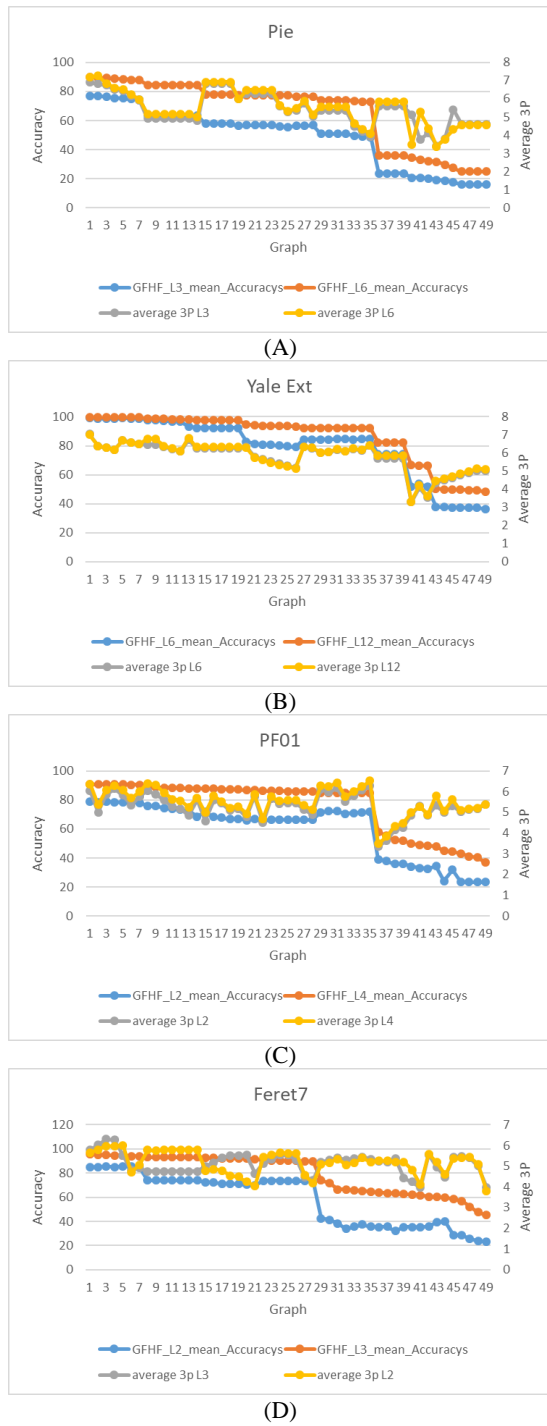 Pie
Accuracy
100
80
60
40
20
0
8
7
6
5
4
3
2
1
0
Average 3P
1 3 5 7 9 11 13 15 17 19 21 23 25 27 29 31 33 35 37 39 41 43 45 47 49
Graph
GFHF_L3_mean_Accuracys GFHF_L6_mean_Accuracys
average 3P L3 average 3P L6
(A)
Yale Ext
Accuracy
100
80
60
40
20
0
8
7
6
5
4
3
2
1
0
Average 3P
1 3 5 7 9 11 13 15 17 19 21 23 25 27 29 31 33 35 37 39 41 43 45 47 49
Graph
GFHF_L6_mean_Accuracys GFHF_L12_mean_Accuracys
average 3p L6 average 3p L12
(B)
PF01
Accuracy
100
80
60
40
20
0
7
6
5
4
3
2
1
0
Average 3P
1 3 5 7 9 11 13 15 17 19 21 23 25 27 29 31 33 35 37 39 41 43 45 47 49
Graph
GFHF_L2_mean_Accuracys GFHF_L4_mean_Accuracys
average 3p L2 average 3p L4
(C)
Feret7
Accuracy
120
100
80
60
40
20
0
7
6
5
4
3
2
1
0
Average 3P
1 3 5 7 9 11 13 15 17 19 21 23 25 27 29 31 33 35 37 39 41 43 45 47 49
Graph
GFHF_L2_mean_Accuracys GFHF_L3_mean_Accuracys
average 3p L3 average 3p L2
(D)